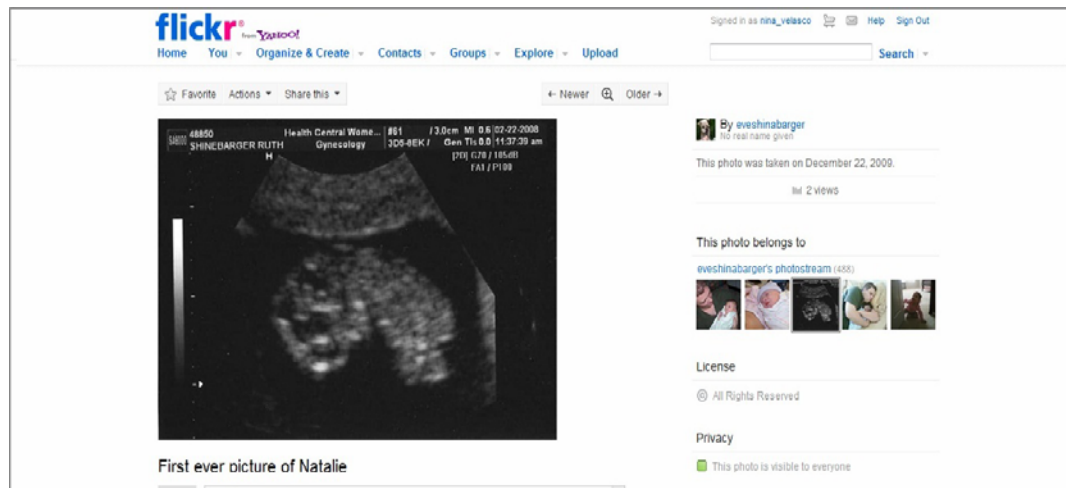 flickr from YAHOO!
Signed in as nina_velasco Help Sign Out
Home You Organize & Create Contacts Groups Explore Upload
Search
Favorite Actions Share this
← Newer Older →
48850 Health Central Wome... #61 / 3.0cm MI 0.6 02-22-2008
SHINEBARGER RUTH Gynecology 3D5-8EK / Gen TIs 0.0 11:37:39 am
H [2D] G70 / 105dB
FA1 / P100
By eveshinabarger
No real name given
This photo was taken on December 22, 2009.
2 views
This photo belongs to
eveshinabarger's photostream (488)
License
© All Rights Reserved
Privacy
This photo is visible to everyone
First ever picture of Natalie